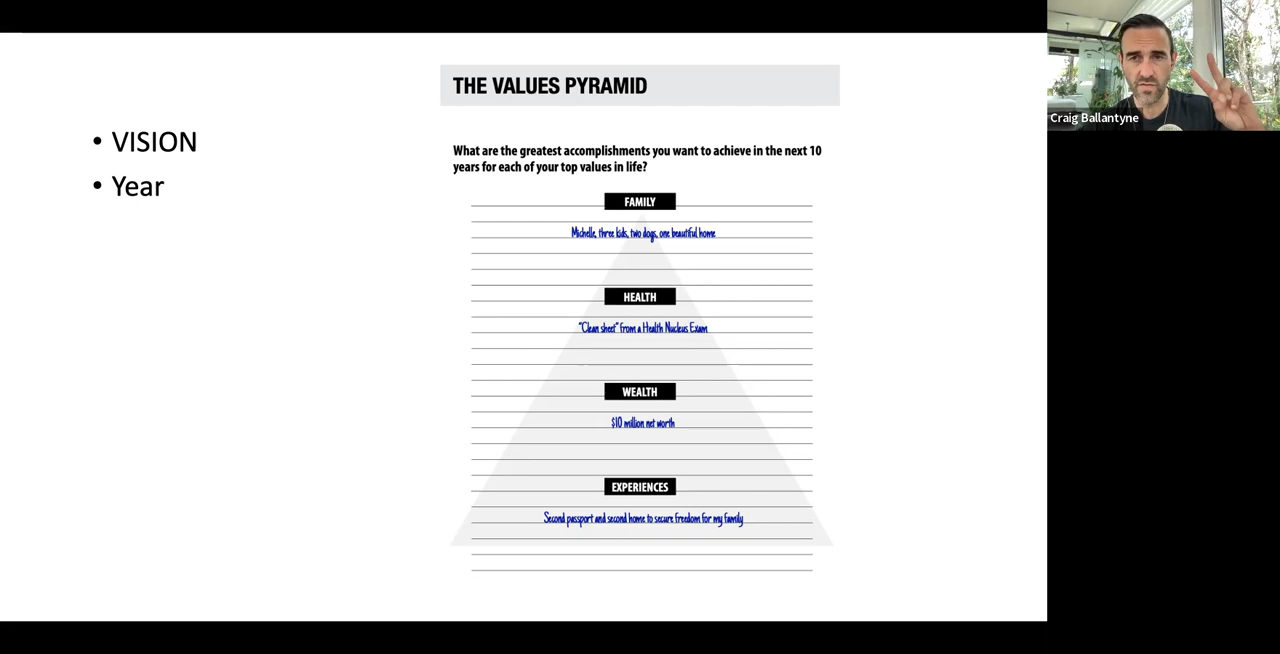 • VISION
• Year
THE VALUES PYRAMID
What are the greatest accomplishments you want to achieve in the next 10
years for each of your top values in life?
FAMILY
Michelle, three kids, two dogs, one beautiful home
HEALTH
"Clean sheet" from a Health Nucleus Exam
WEALTH
$10 million net worth
EXPERIENCES
Second passport and second home to secure freedom for my family
Craig Ballantyne